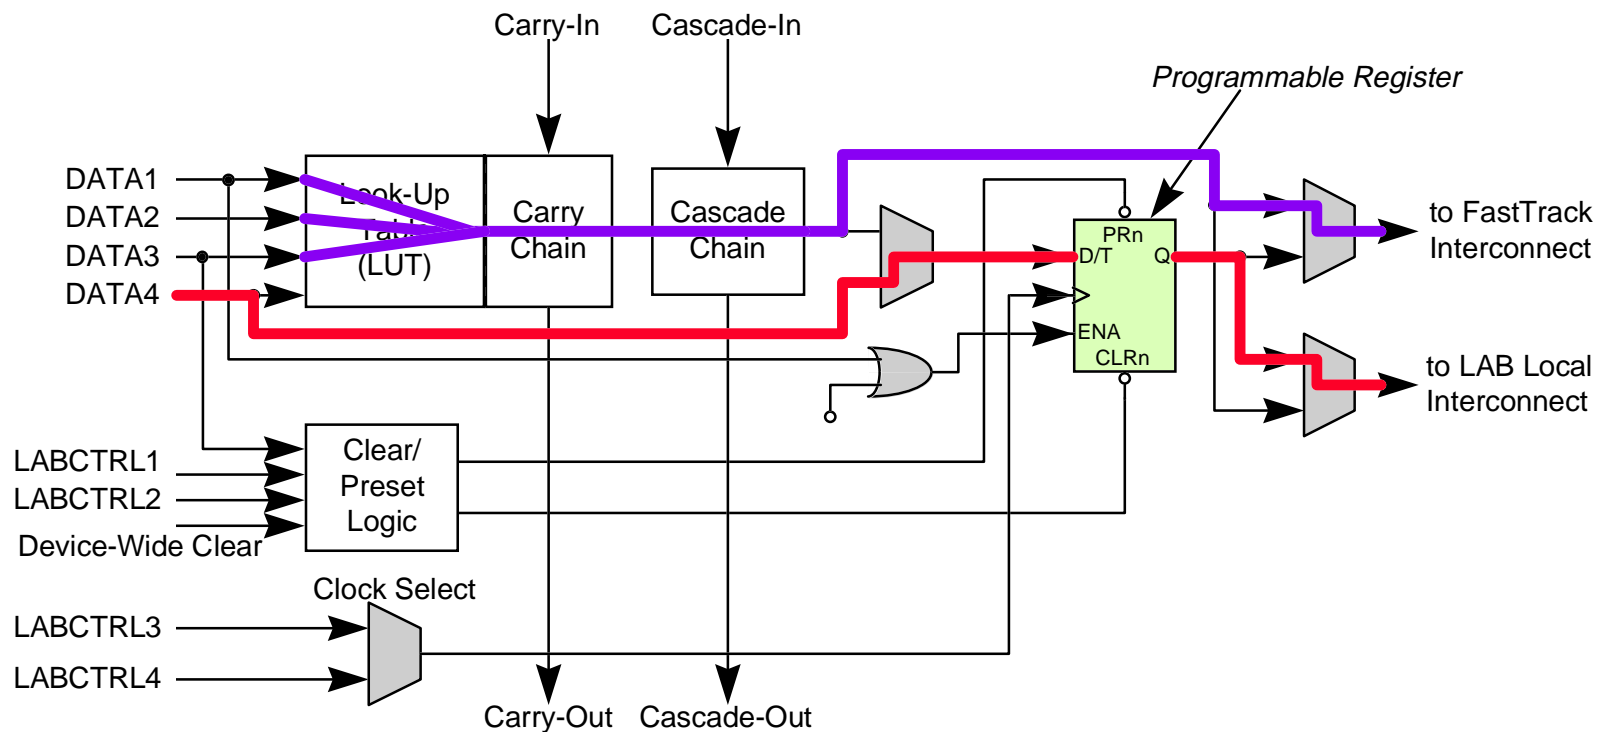 Carry-In
Cascade-In
Programmable Register
DATA1
DATA2
DATA3
DATA4
Look-Up
Table
(LUT)
Carry
Chain
Cascade
Chain
PRn
D/T
Q
ENA
CLRn
to FastTrack
Interconnect
to LAB Local
Interconnect
LABCTRL1
LABCTRL2
Device-Wide Clear
Clear/
Preset
Logic
Clock Select
LABCTRL3
LABCTRL4
Carry-Out
Cascade-Out